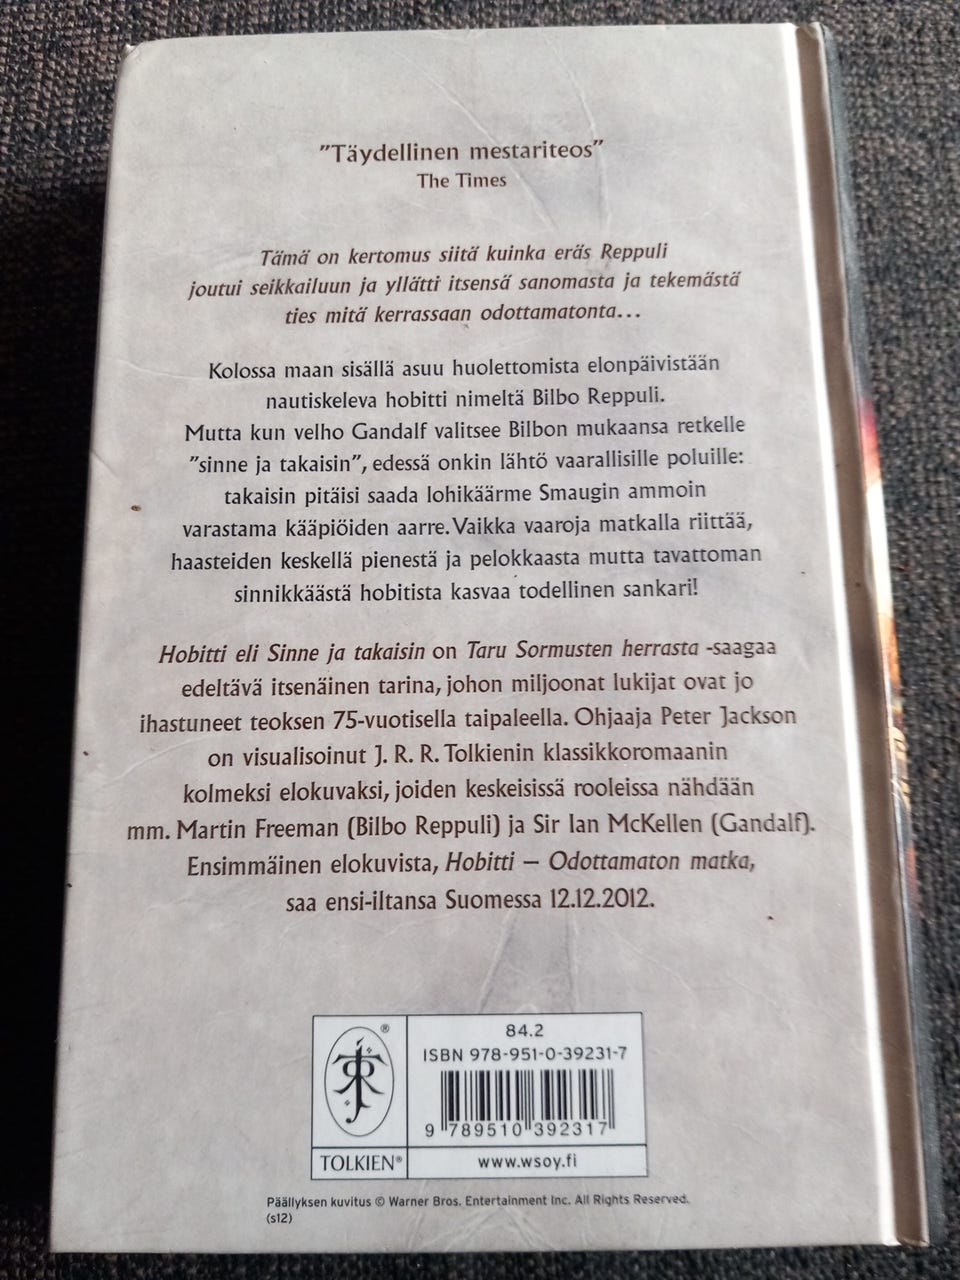 "Täydellinen mestariteos"
The Times
Tämä on kertomus siitä kuinka eräs Reppuli
joutui seikkailuun ja yllätti itsensä sanomasta ja tekemästä
ties mitä kerrassaan odottamatonta...
Kolossa maan sisällä asuu huolettomista elonpäivistään
nautiskeleva hobitti nimeltä Bilbo Reppuli.
Mutta kun velho Gandalf valitsee Bilbon mukaansa retkelle
"sinne ja takaisin", edessä onkin lähtö vaarallisille poluille:
takaisin pitäisi saada lohikäärme Smaugin ammoin
varastama kääpiöiden aarre. Vaikka vaaroja matkalla riittää,
haasteiden keskellä pienestä ja pelokkaasta mutta tavattoman
sinnikkäästä hobitista kasvaa todellinen sankari!
Hobitti eli Sinne ja takaisin on Taru Sormusten herrasta -saagaa
edeltävä itsenäinen tarina, johon miljoonat lukijat ovat jo
ihastuneet teoksen 75-vuotisella taipaleella. Ohjaaja Peter Jackson
on visualisoinut J. R. R. Tolkienin klassikkoromaanin
kolmeksi elokuvaksi, joiden keskeisissä rooleissa nähdään
mm. Martin Freeman (Bilbo Reppuli) ja Sir Ian McKellen (Gandalf).
Ensimmäinen elokuvista, Hobitti – Odottamaton matka,
saa ensi-iltansa Suomessa 12.12.2012.
®
84.2
ISBN 978-951-0-39231-7
9 789510 392317
TOLKIEN®
www.wsoy.fi
Päällyksen kuvitus © Warner Bros. Entertainment Inc. All Rights Reserved.
(s12)